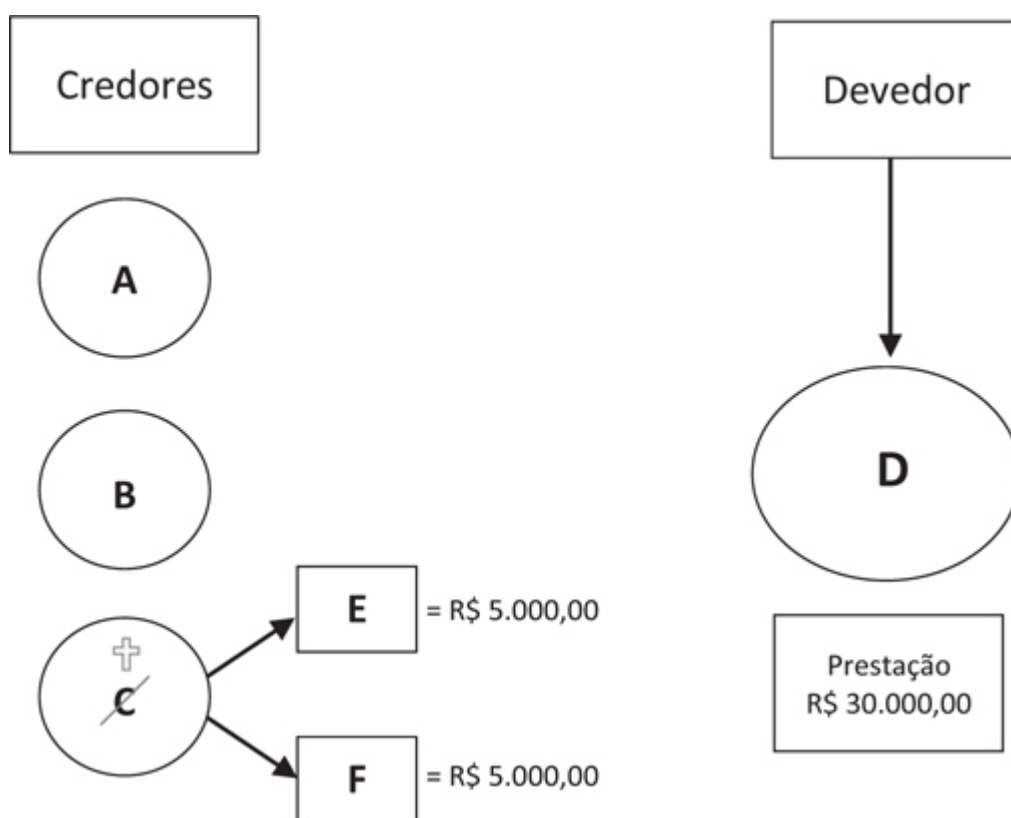 Credores
Devedor
A
B
D
E = R$ 5.000,00
C
Prestação
R$ 30.000,00
F = R$ 5.000,00